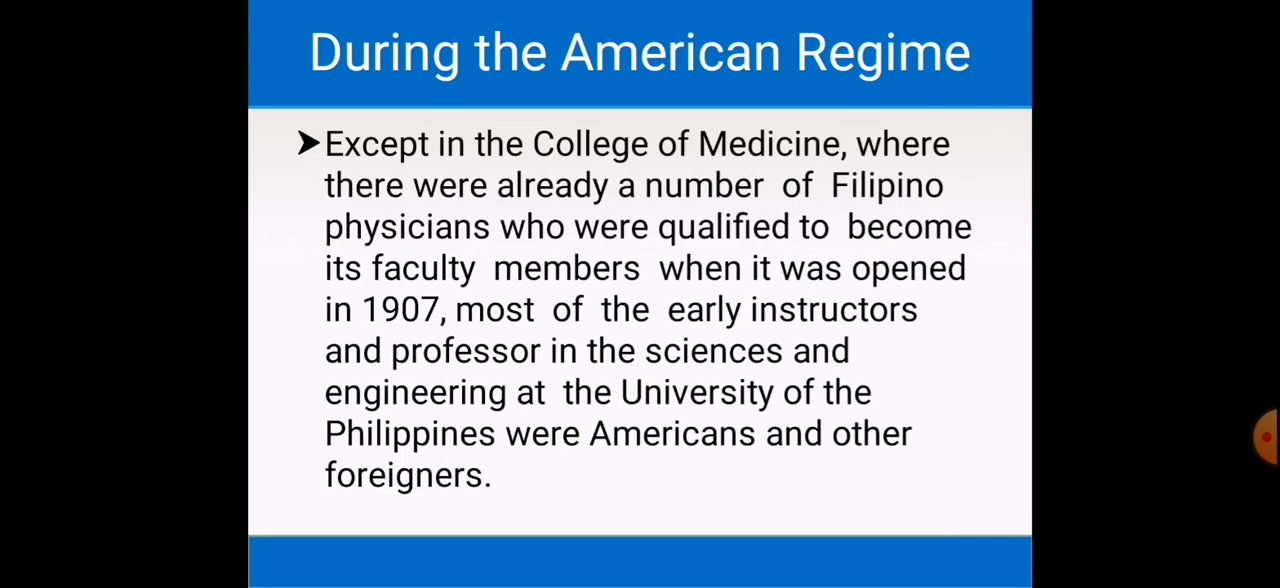 During the American Regime
➤Except in the College of Medicine, where
there were already a number of Filipino
physicians who were qualified to become
its faculty members when it was opened
in 1907, most of the early instructors
and professor in the sciences and
engineering at the University of the
Philippines were Americans and other
foreigners.